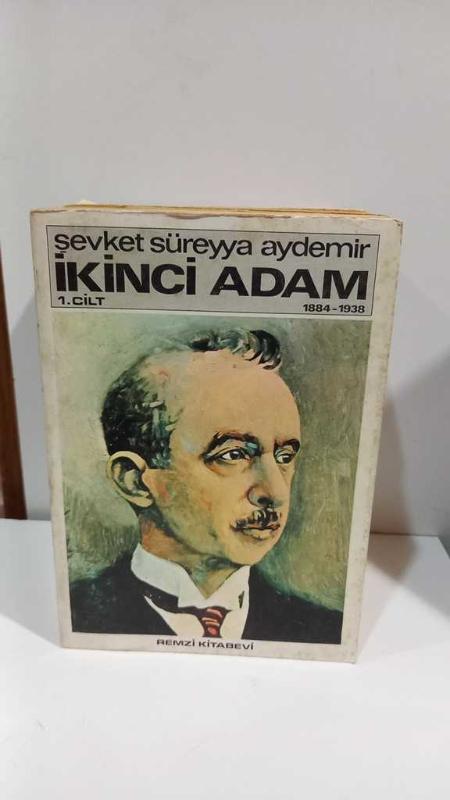 şevket süreyya aydemir
İKİNCİ ADAM
1. CİLT 1884-1938
REMZİ KİTABEVİ